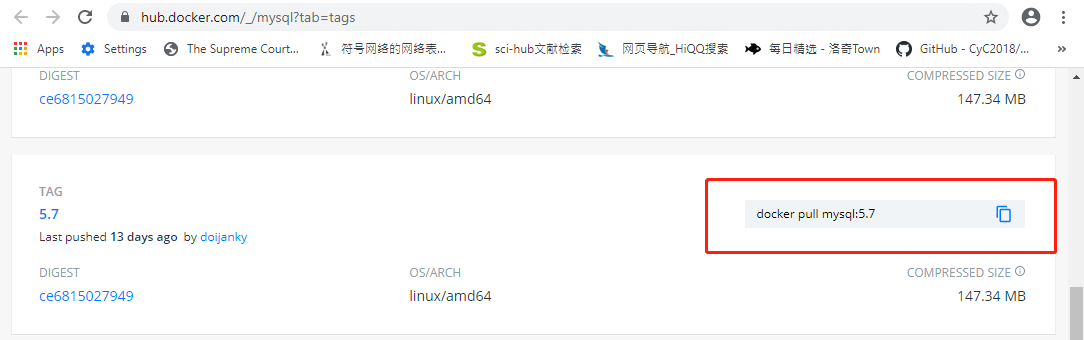 hub.docker.com/_/mysql?tab=tags
Apps Settings The Supreme Court... 符号网络的网络表... sci-hub文献检索 网页导航_HiQQ搜索 每日精选 - 洛奇Town GitHub - CyC2018/... »
DIGEST OS/ARCH COMPRESSED SIZE
ce6815027949 linux/amd64 147.34 MB
TAG
5.7 docker pull mysql:5.7
Last pushed 13 days ago by doijanky
DIGEST OS/ARCH COMPRESSED SIZE
ce6815027949 linux/amd64 147.34 MB